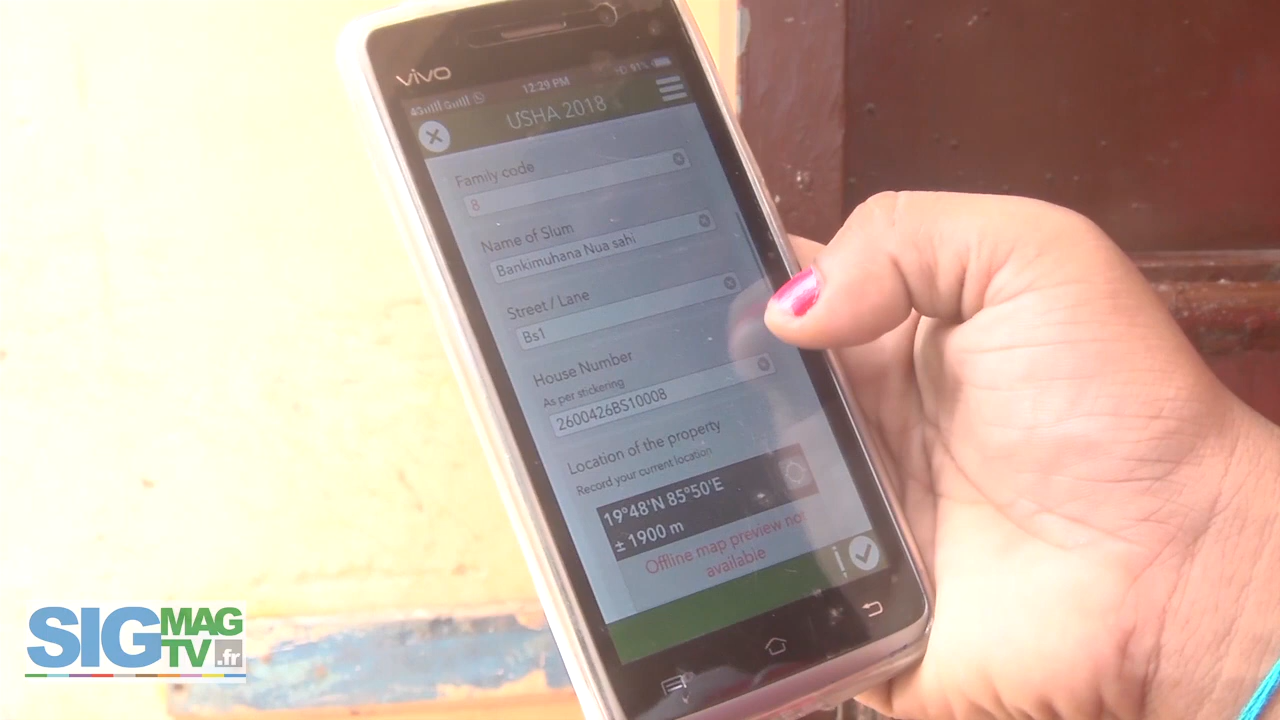 vivo
4G 12:29 PM 91%
USHA 2018
Family code
8
Name of Slum
Bankimuhana Nua sahi
Street / Lane
Bs1
House Number
As per stickering
2600426BS10008
Location of the property
Record your current location
19°48'N 85°50'E
± 1900 m
Offline map preview not
available
SIG MAG
TV.fr